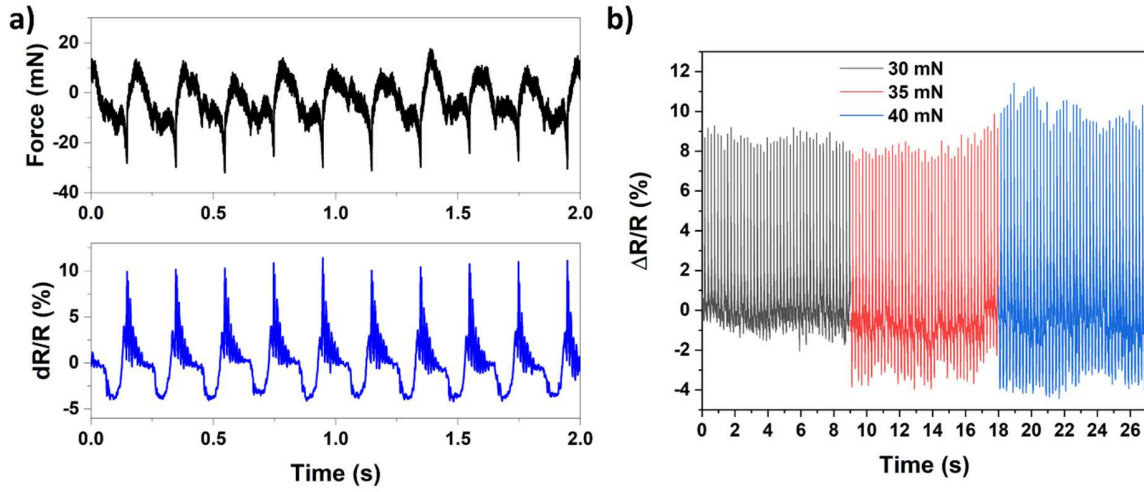 a)
Force (mN)
20
0
-20
-40
0.0 0.5 1.0 1.5 2.0
dR/R (%)
10
5
0
-5
0.0 0.5 1.0 1.5 2.0
Time (s)
b)
ΔR/R (%)
12
10
8
6
4
2
0
-2
-4
30 mN
35 mN
40 mN
0 2 4 6 8 10 12 14 16 18 20 22 24 26
Time (s)